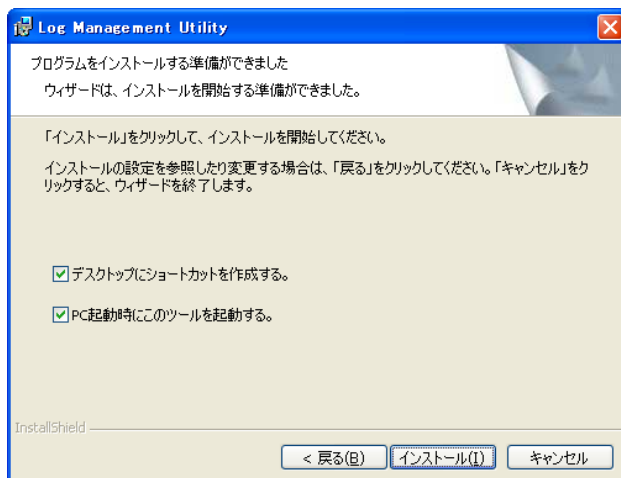 Log Management Utility
プログラムをインストールする準備ができました
ウィザードは、インストールを開始する準備ができました。
「インストール」をクリックして、インストールを開始してください。
インストールの設定を参照したり変更する場合は、「戻る」をクリックしてください。「キャンセル」をク
リックすると、ウィザードを終了します。
デスクトップにショートカットを作成する。
PC起動時にこのツールを起動する。
InstallShield
< 戻る(B) インストール(I) キャンセル